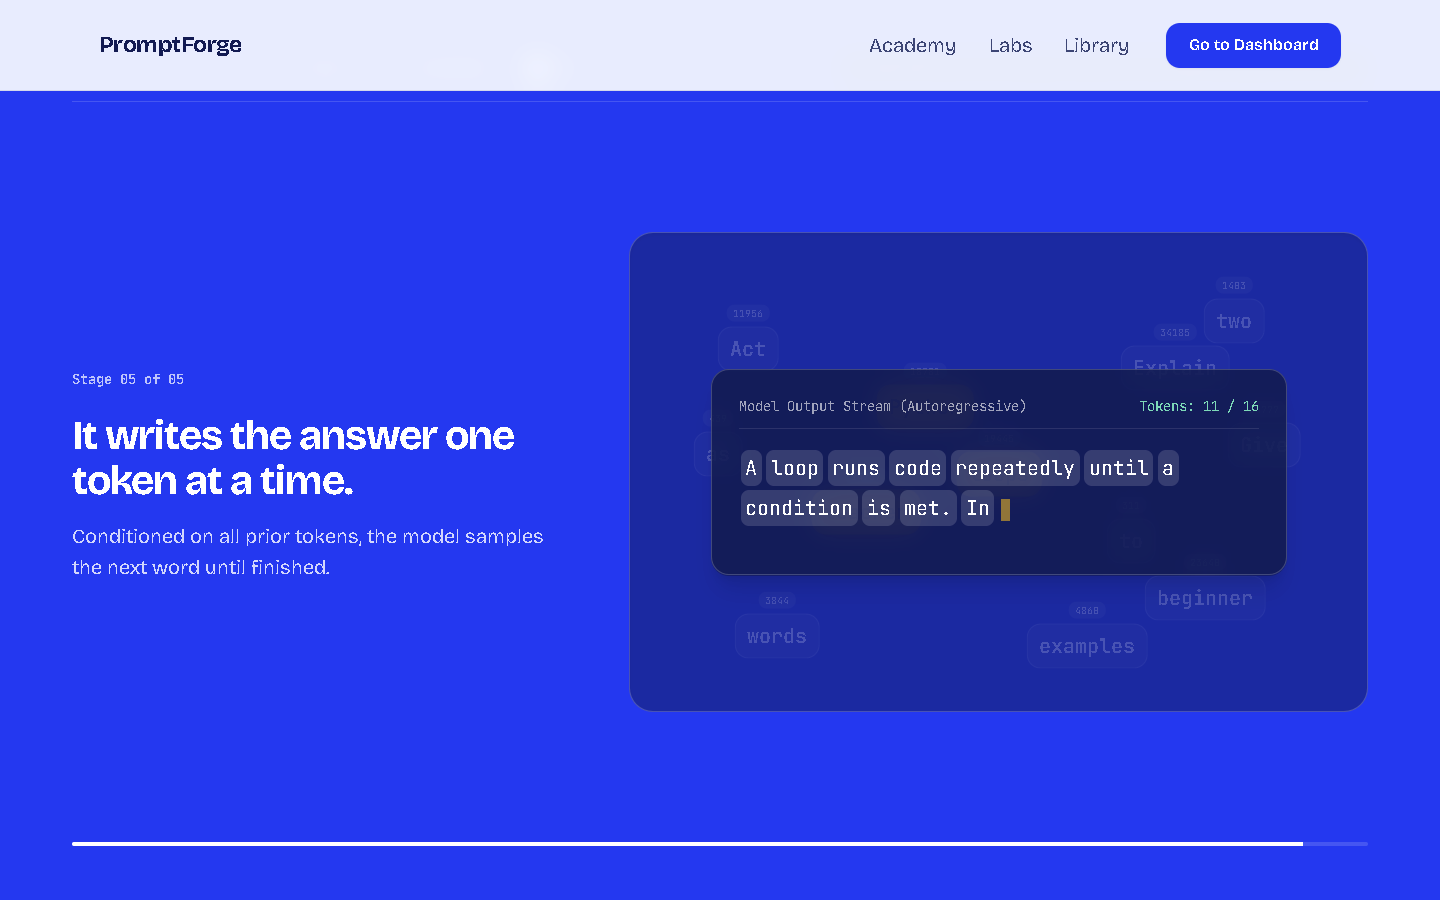 PromptForge
Academy
Labs
Library
Go to Dashboard
Stage 05 of 05
It writes the answer one
token at a time.
Conditioned on all prior tokens, the model samples
the next word until finished.
1483
two
11956
Act
34185
Explain
Model Output Stream (Autoregressive)
Tokens: 11 / 16
A loop runs code repeatedly until a
condition is met. In
Give
beginner
3844
words
4868
examples